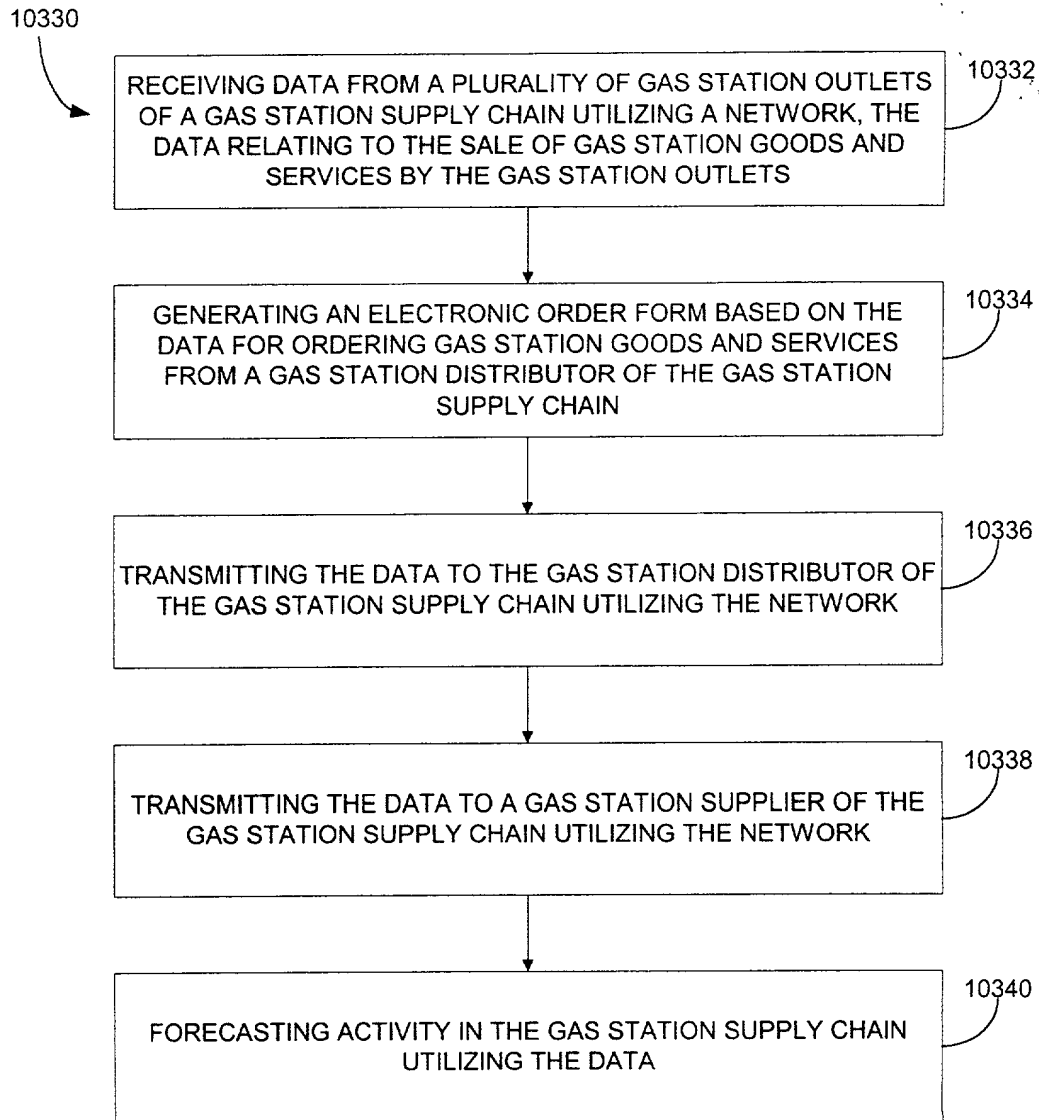 10330
RECEIVING DATA FROM A PLURALITY OF GAS STATION OUTLETS
OF A GAS STATION SUPPLY CHAIN UTILIZING A NETWORK, THE
DATA RELATING TO THE SALE OF GAS STATION GOODS AND
SERVICES BY THE GAS STATION OUTLETS
10332
GENERATING AN ELECTRONIC ORDER FORM BASED ON THE
DATA FOR ORDERING GAS STATION GOODS AND SERVICES
FROM A GAS STATION DISTRIBUTOR OF THE GAS STATION
SUPPLY CHAIN
10334
TRANSMITTING THE DATA TO THE GAS STATION DISTRIBUTOR OF
THE GAS STATION SUPPLY CHAIN UTILIZING THE NETWORK
10336
TRANSMITTING THE DATA TO A GAS STATION SUPPLIER OF THE
GAS STATION SUPPLY CHAIN UTILIZING THE NETWORK
10338
FORECASTING ACTIVITY IN THE GAS STATION SUPPLY CHAIN
UTILIZING THE DATA
10340